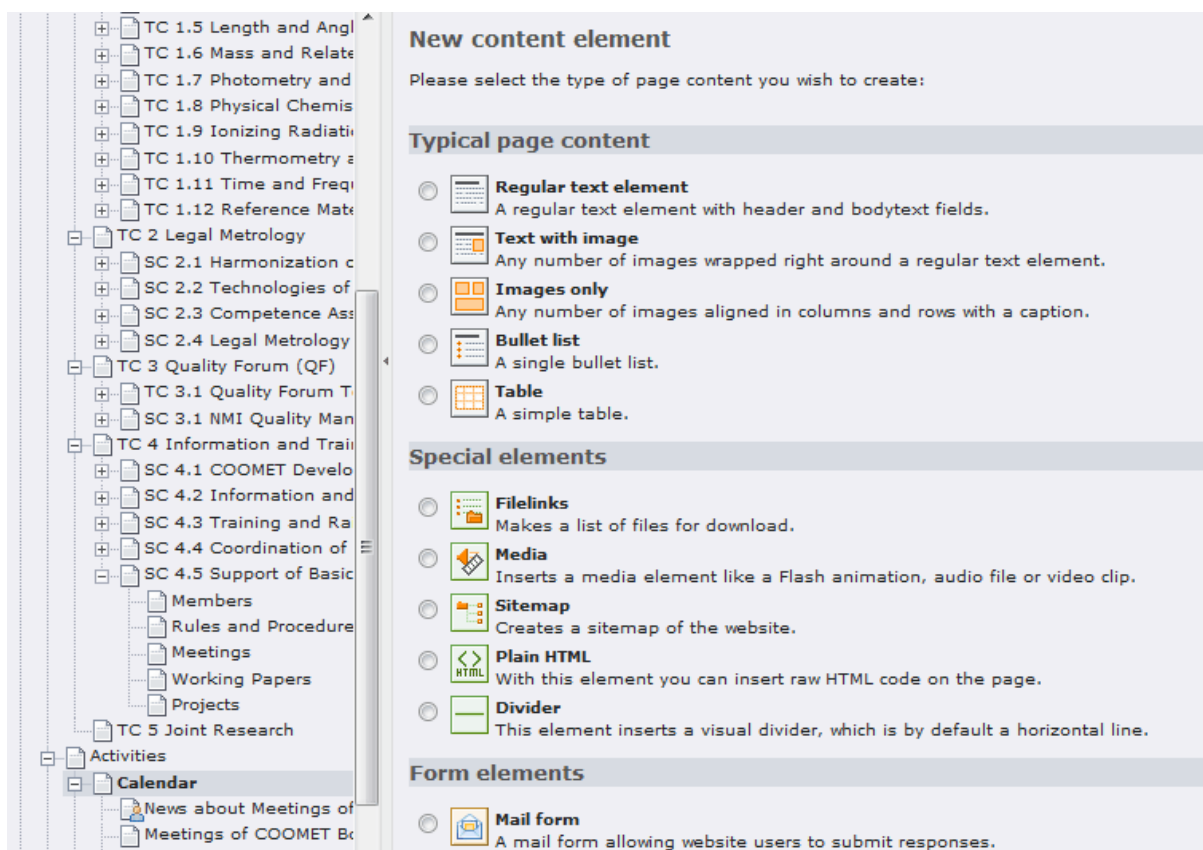 TC 1.5 Length and Angl
TC 1.6 Mass and Relate
TC 1.7 Photometry and
TC 1.8 Physical Chemis
TC 1.9 Ionizing Radiati
TC 1.10 Thermometry a
TC 1.11 Time and Frequ
TC 1.12 Reference Mate
TC 2 Legal Metrology
SC 2.1 Harmonization c
SC 2.2 Technologies of
SC 2.3 Competence Ass
SC 2.4 Legal Metrology
TC 3 Quality Forum (QF)
TC 3.1 Quality Forum T
SC 3.1 NMI Quality Man
TC 4 Information and Trai
SC 4.1 COOMET Develo
SC 4.2 Information and
SC 4.3 Training and Ra
SC 4.4 Coordination of
SC 4.5 Support of Basic
Members
Rules and Procedure
Meetings
Working Papers
Projects
TC 5 Joint Research
Activities
Calendar
News about Meetings of
Meetings of COOMET Bo
New content element
Please select the type of page content you wish to create:
Typical page content
Regular text element
A regular text element with header and bodytext fields.
Text with image
Any number of images wrapped right around a regular text element.
Images only
Any number of images aligned in columns and rows with a caption.
Bullet list
A single bullet list.
Table
A simple table.
Special elements
Filelinks
Makes a list of files for download.
Media
Inserts a media element like a Flash animation, audio file or video clip.
Sitemap
Creates a sitemap of the website.
HTML
Plain HTML
With this element you can insert raw HTML code on the page.
Divider
This element inserts a visual divider, which is by default a horizontal line.
Form elements
Mail form
A mail form allowing website users to submit responses.